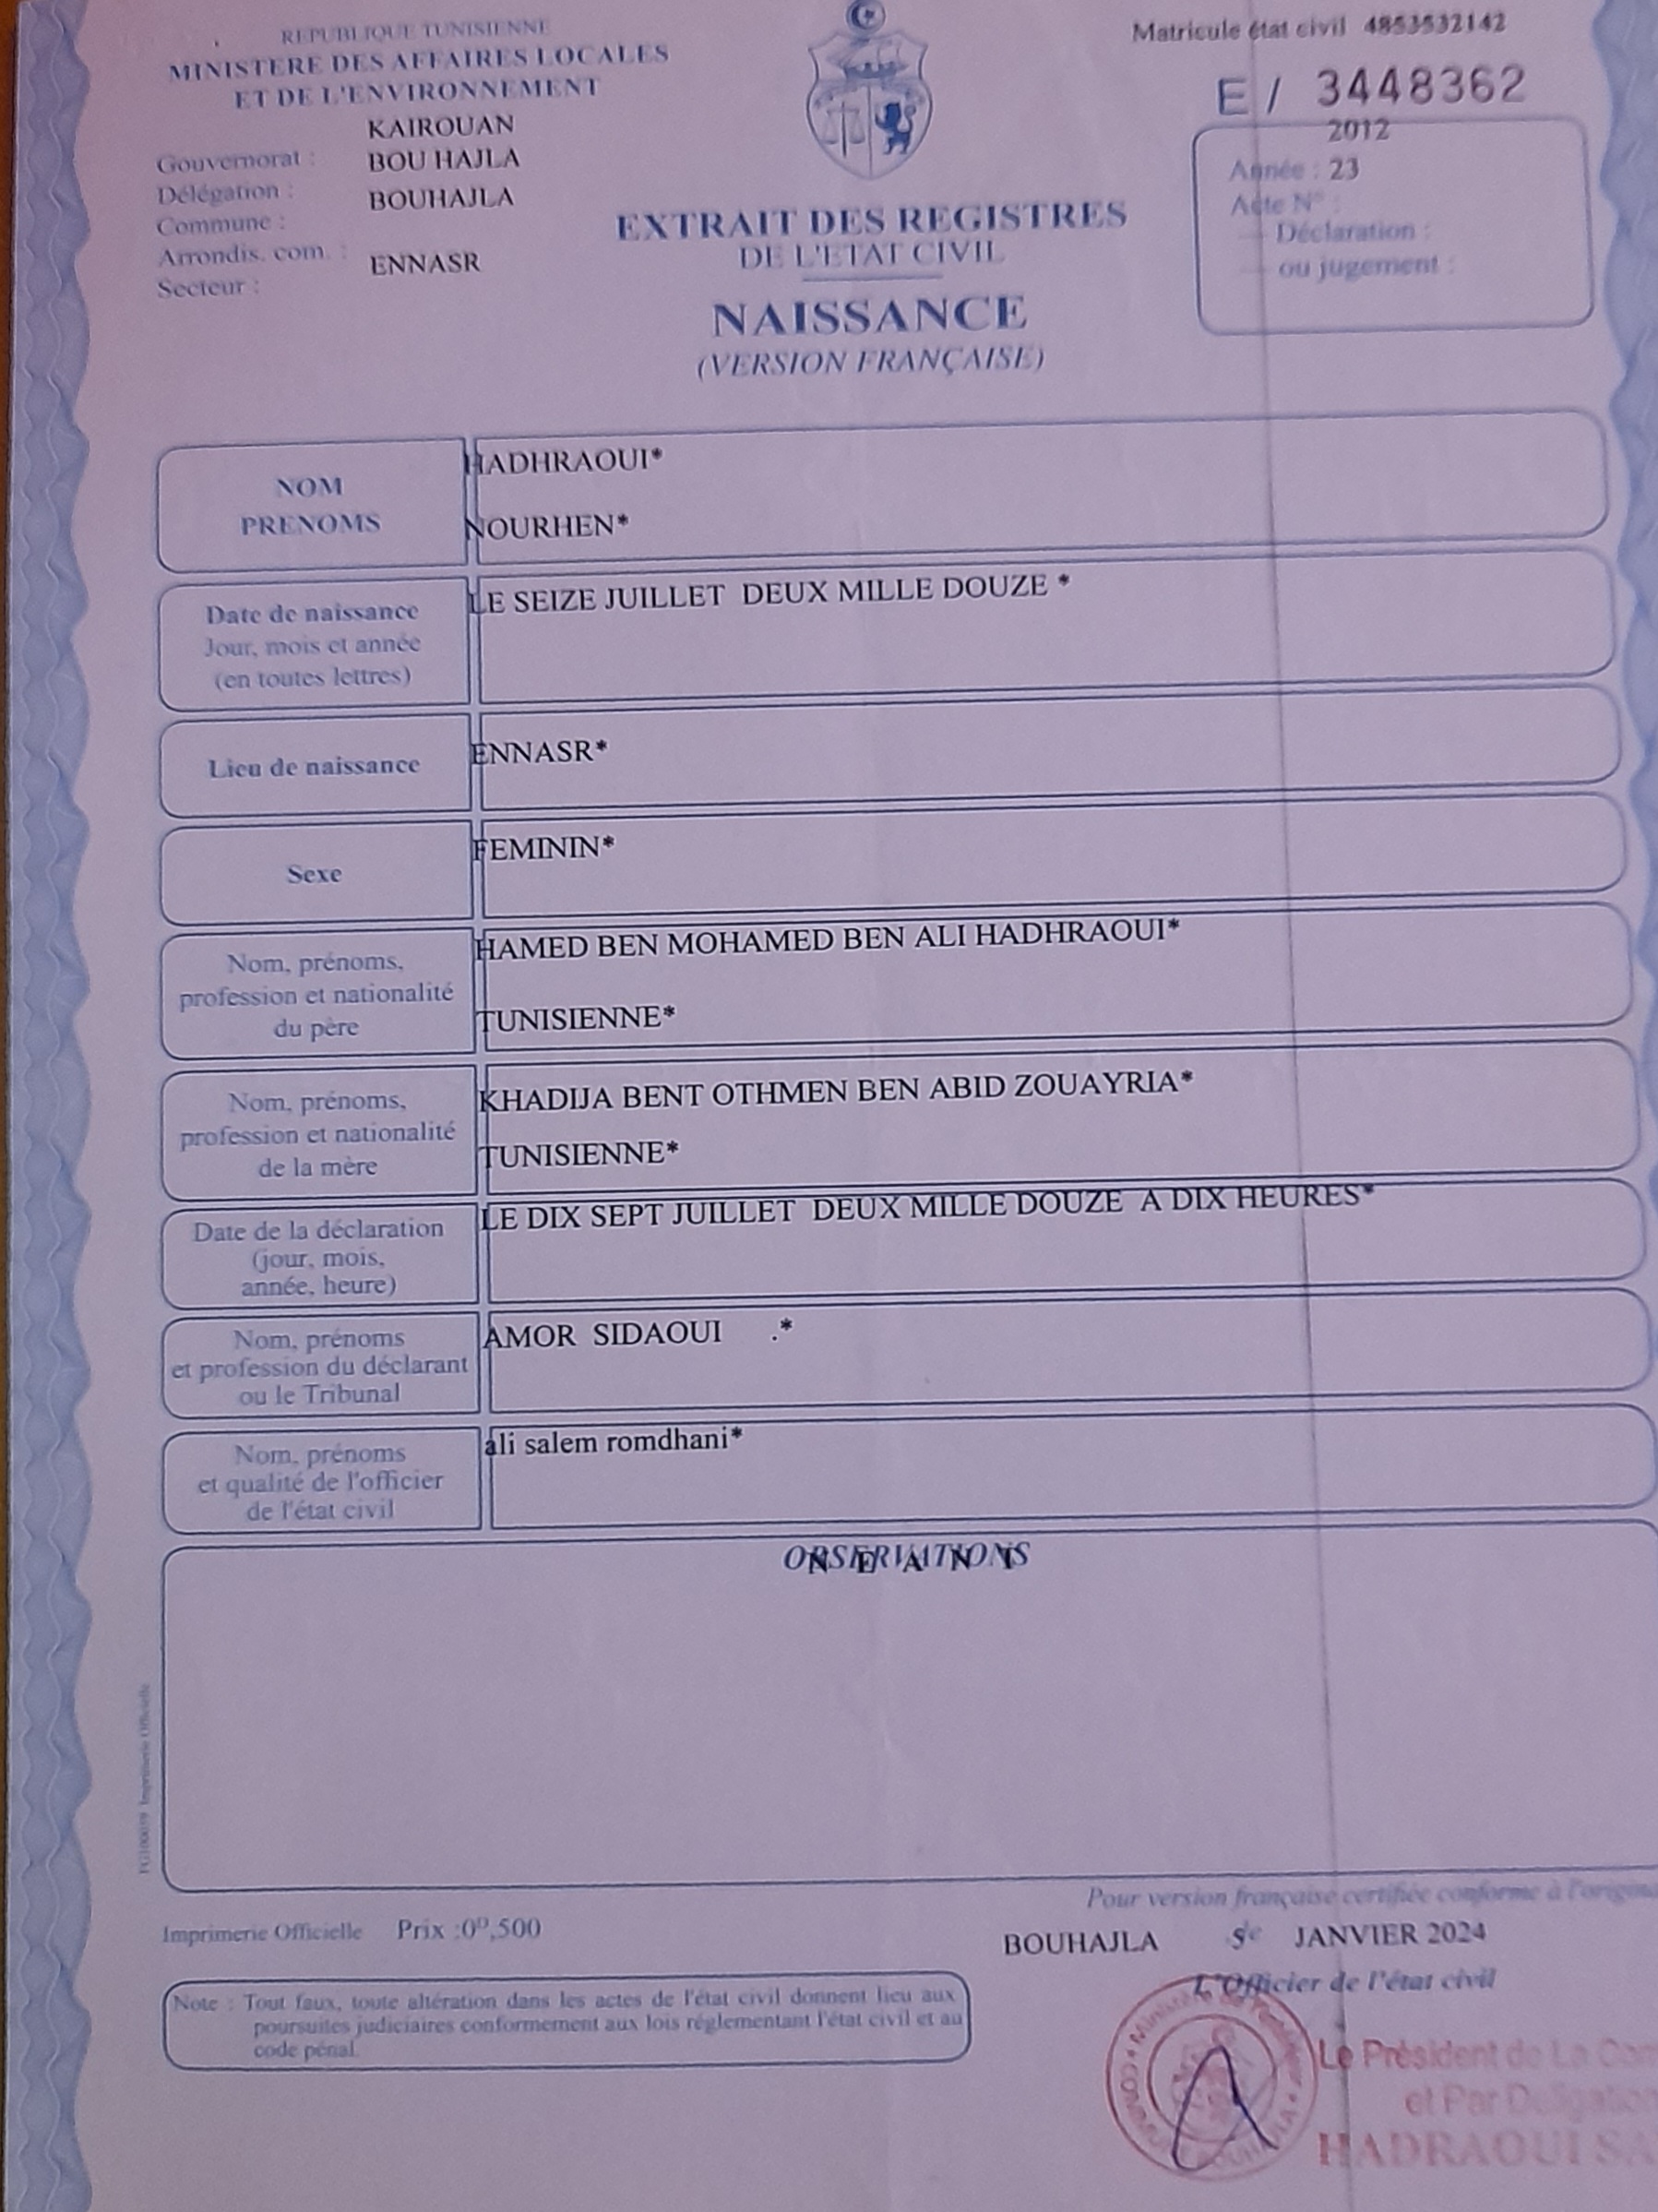 REPUBLIQUE TUNISIENNE
MINISTERE DES AFFAIRES LOCALES
ET DE L'ENVIRONNEMENT
KAIROUAN
Gouvernorat : BOU HAJLA
Délégation : BOUHAJLA
Commune :
Arrondis. com. : ENNASR
Secteur :
EXTRAIT DES REGISTRES
DE L'ETAT CIVIL
NAISSANCE
(VERSION FRANÇAISE)
Matricule état civil 4853532142
E / 3448362
2012
Année : 23
Acte N° :
Déclaration :
ou jugement :
NOM
PRENOMS
HADHRAOUI*
NOURHEN*
Date de naissance
Jour, mois et année
(en toutes lettres)
LE SEIZE JUILLET DEUX MILLE DOUZE *
Lieu de naissance
ENNASR*
Sexe
FEMININ*
Nom, prénoms,
profession et nationalité
du père
HAMED BEN MOHAMED BEN ALI HADHRAOUI*
TUNISIENNE*
Nom, prénoms,
profession et nationalité
de la mère
KHADIJA BENT OTHMEN BEN ABID ZOUAYRIA*
TUNISIENNE*
Date de la déclaration
(jour, mois,
année, heure)
LE DIX SEPT JUILLET DEUX MILLE DOUZE A DIX HEURES*
Nom, prénoms
et profession du déclarant
ou le Tribunal
AMOR SIDAOUI .*
Nom, prénoms
et qualité de l'officier
de l'état civil
ali salem romdhani*
OBSERVATIONS
N E A N T
Imprimerie Officielle
Pour version française certifiée conforme à
Imprimerie Officielle Prix :0ᴰ,500
BOUHAJLA 5 le JANVIER 2024
L'Officier de l'état civil
Note : Tout faux, toute altération dans les actes de l'état civil donnent lieu aux
poursuites judiciaires conformement aux lois réglementant l'état civil et au
code pénal.
Le Président de La
et Par
HADRAOUI